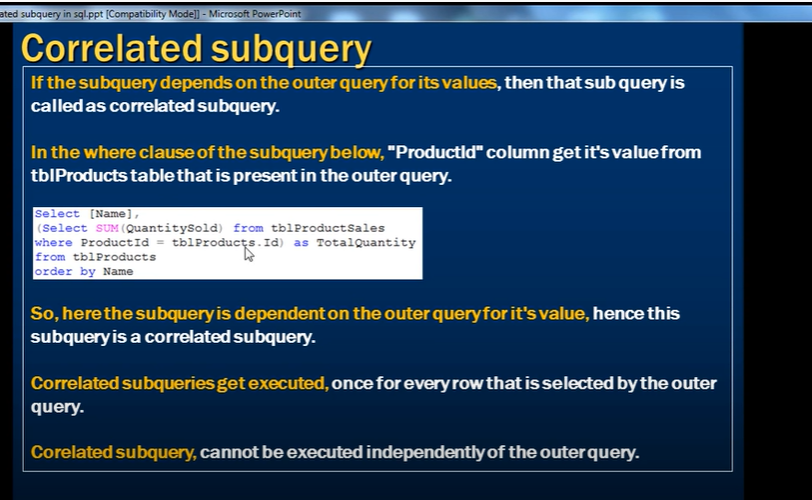 ated subquery in sql.ppt [Compatibility Mode]] - Microsoft PowerPoint
Correlated subquery
If the subquery depends on the outer query for its values, then that sub query is
called as correlated subquery.
In the where clause of the subquery below, "ProductId" column get it's value from
tblProducts table that is present in the outer query.
Select [Name],
(Select SUM(QuantitySold) from tblProductSales
where ProductId = tblProducts.Id) as TotalQuantity
from tblProducts
order by Name
So, here the subquery is dependent on the outer query for it's value, hence this
subquery is a correlated subquery.
Correlated subqueries get executed, once for every row that is selected by the outer
query.
Corelated subquery, cannot be executed independently of the outer query.